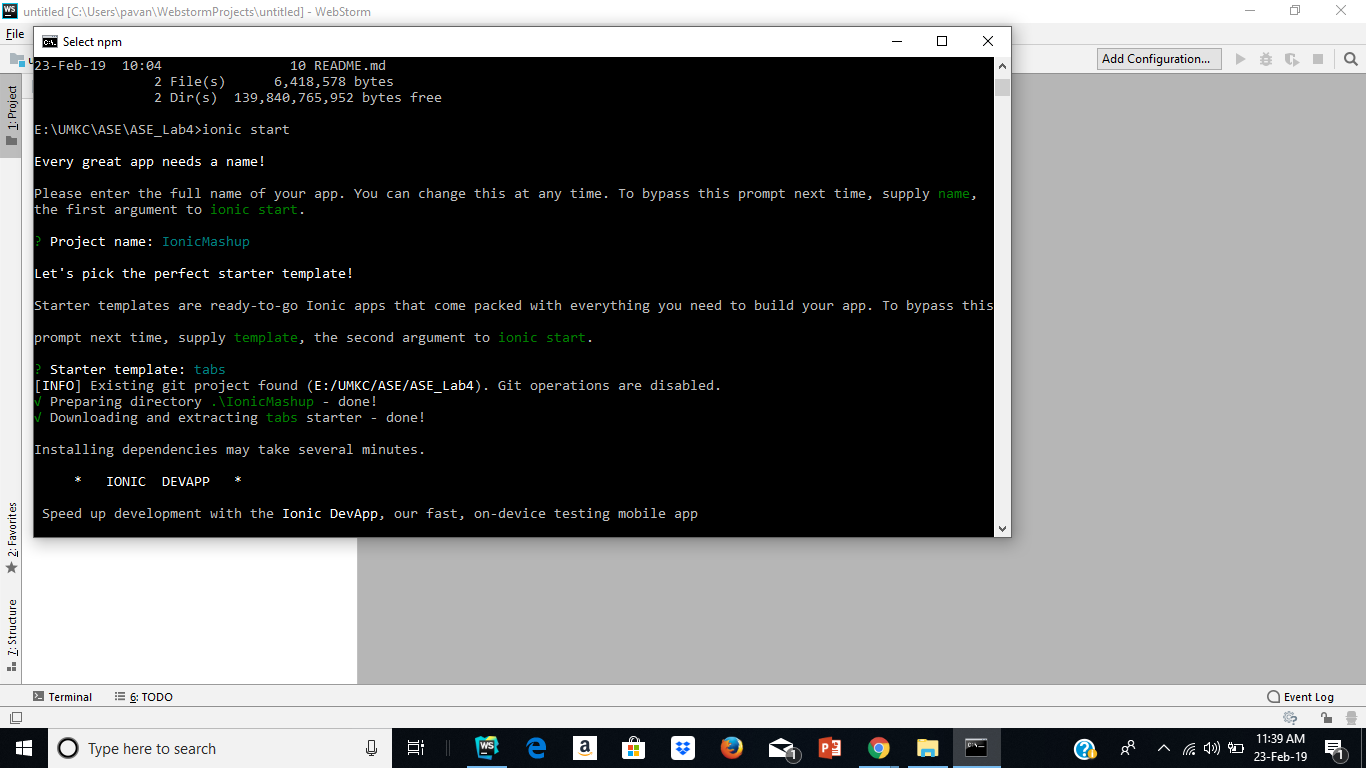 WS untitled [C:\Users\pavan\WebstormProjects\untitled] - WebStorm
File
Select npm
Add Configuration...
23-Feb-19  10:04                10 README.md
2 File(s)      6,418,578 bytes
2 Dir(s)  139,840,765,952 bytes free
E:\UMKC\ASE\ASE_Lab4>ionic start
Every great app needs a name!
Please enter the full name of your app. You can change this at any time. To bypass this prompt next time, supply name,
the first argument to ionic start.
? Project name: IonicMashup
Let's pick the perfect starter template!
Starter templates are ready-to-go Ionic apps that come packed with everything you need to build your app. To bypass this
prompt next time, supply template, the second argument to ionic start.
? Starter template: tabs
[INFO] Existing git project found (E:/UMKC/ASE/ASE_Lab4). Git operations are disabled.
√ Preparing directory .\IonicMashup - done!
√ Downloading and extracting tabs starter - done!
Installing dependencies may take several minutes.
*   IONIC  DEVAPP   *
Speed up development with the Ionic DevApp, our fast, on-device testing mobile app
1: Project
2: Favorites
7: Structure
Terminal
6: TODO
Event Log
Type here to search
WS
1
11:39 AM
23-Feb-19
1